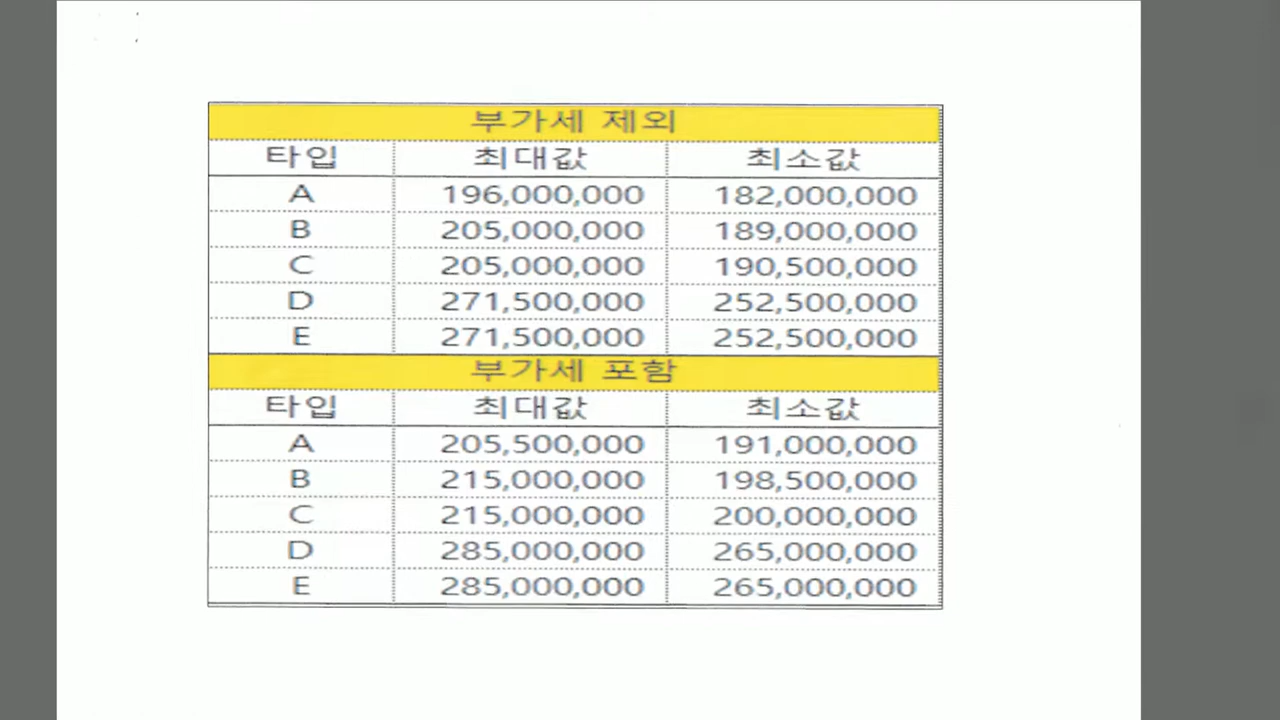 부가세 제외
타입 최대값 최소값
A 196,000,000 182,000,000
B 205,000,000 189,000,000
C 205,000,000 190,500,000
D 271,500,000 252,500,000
E 271,500,000 252,500,000
부가세 포함
타입 최대값 최소값
A 205,500,000 191,000,000
B 215,000,000 198,500,000
C 215,000,000 200,000,000
D 285,000,000 265,000,000
E 285,000,000 265,000,000